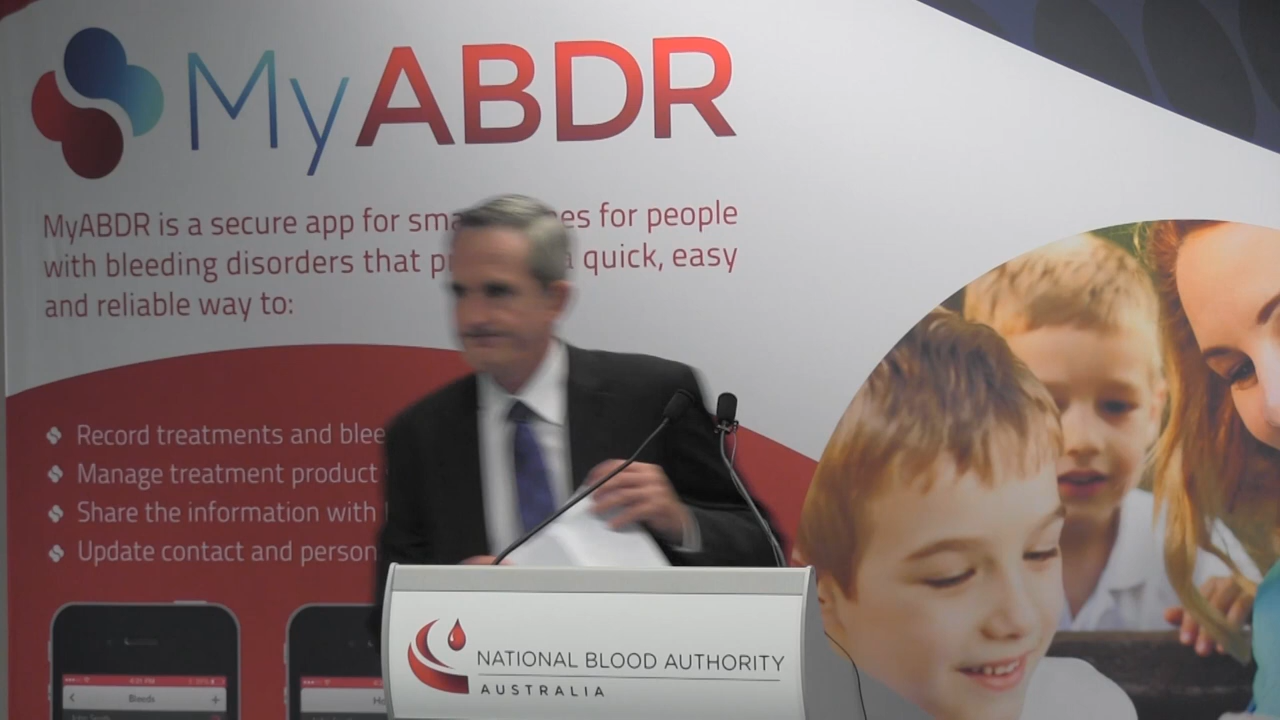 MyABDR
MyABDR is a secure app for sma es for people
with bleeding disorders that p a quick, easy
and reliable way to:
Record treatments and blee
Manage treatment product
Share the information with
Update contact and person
Bleeds
NATIONAL BLOOD AUTHORITY
AUSTRALIA